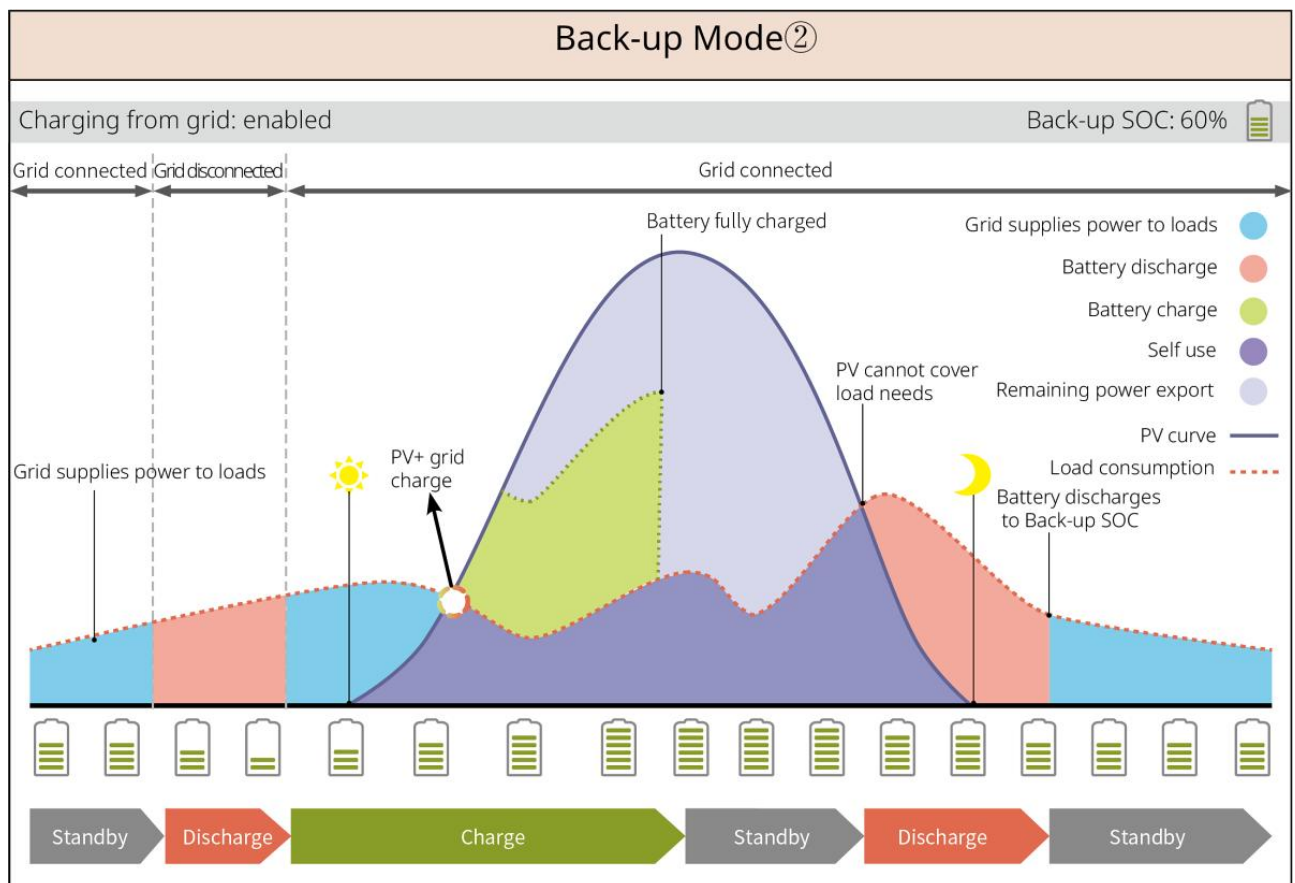 Back-up Mode②
Charging from grid: enabled
Back-up SOC: 60%
Grid connected
Grid disconnected
Grid connected
Battery fully charged
Grid supplies power to loads
Battery discharge
Battery charge
Self use
Remaining power export
PV curve
Load consumption
PV cannot cover
load needs
PV+ grid
charge
Grid supplies power to loads
Battery discharges
to Back-up SOC
Standby
Discharge
Charge
Standby
Discharge
Standby